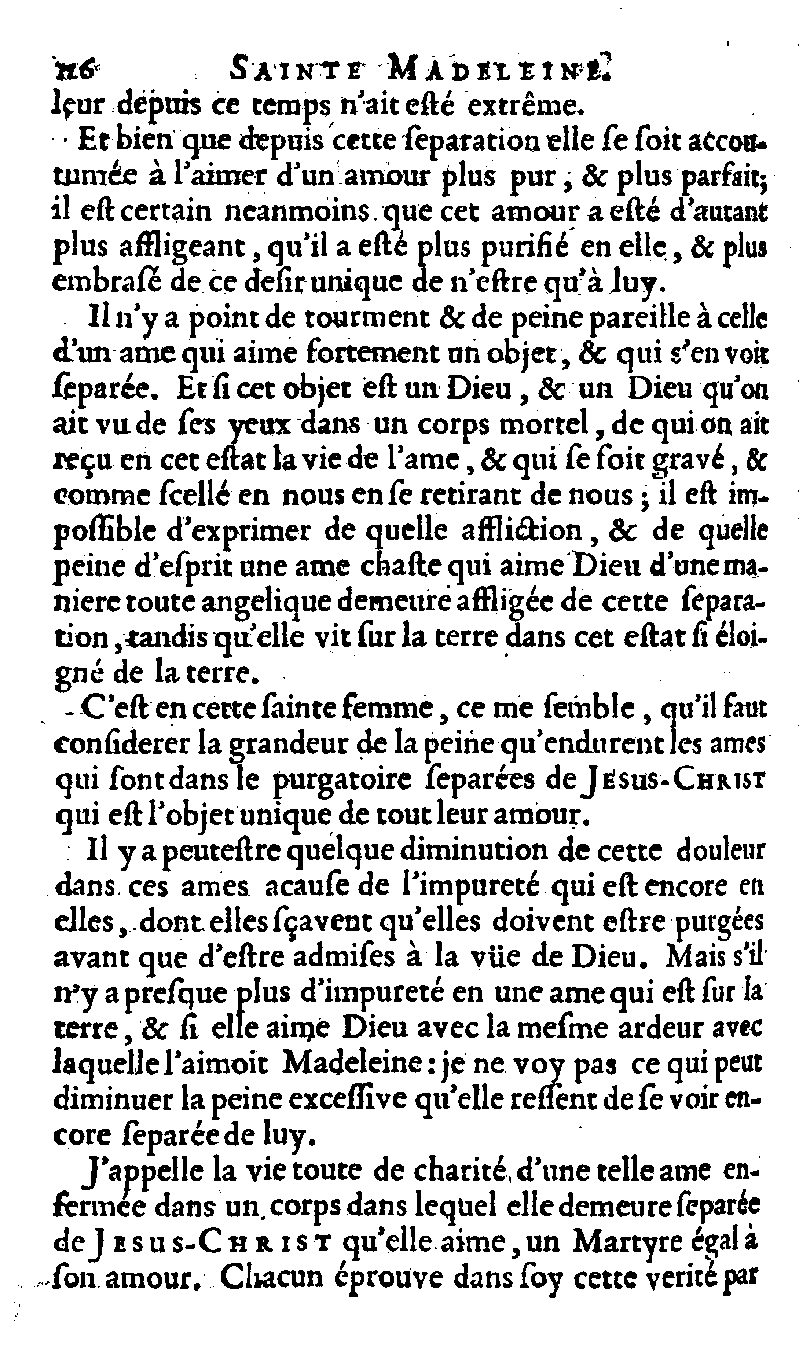 116 SAINTE MADELEINE.
leur depuis ce temps n'ait eſté extrême.
Et bien que depuis cette ſeparation elle ſe ſoit accou-
tumée à l'aimer d'un amour plus pur, & plus parfait;
il eſt certain neanmoins que cet amour a eſté d'autant
plus affligeant, qu'il a eſté plus purifié en elle, & plus
embraſé de ce deſir unique de n'eſtre qu'à luy.
Il n'y a point de tourment & de peine pareille à celle
d'un ame qui aime fortement un objet, & qui s'en voit
ſeparée. Et ſi cet objet eſt un Dieu, & un Dieu qu'on
ait vu de ſes yeux dans un corps mortel, de qui on ait
reçu en cet eſtat la vie de l'ame, & qui ſe ſoit gravé, &
comme ſcellé en nous en ſe retirant de nous; il eſt im-
poſſible d'exprimer de quelle affliction, & de quelle
peine d'eſprit une ame chaſte qui aime Dieu d'une ma-
niere toute angelique demeure affligée de cette ſepara-
tion, tandis qu'elle vit ſur la terre dans cet eſtat ſi éloi-
gné de la terre.
C'eſt en cette ſainte femme, ce me ſemble, qu'il faut
conſiderer la grandeur de la peine qu'endurent les ames
qui ſont dans le purgatoire ſeparées de JESUS-CHRIST
qui eſt l'objet unique de tout leur amour.
Il y a peuteſtre quelque diminution de cette douleur
dans ces ames acauſe de l'impureté qui eſt encore en
elles, dont elles ſçavent qu'elles doivent eſtre purgées
avant que d'eſtre admiſes à la vüe de Dieu. Mais s'il
n'y a preſque plus d'impureté en une ame qui eſt ſur la
terre, & ſi elle aime Dieu avec la meſme ardeur avec
laquelle l'aimoit Madeleine: je ne voy pas ce qui peut
diminuer la peine exceſſive qu'elle reſſent de ſe voir en-
core ſeparée de luy.
J'appelle la vie toute de charité d'une telle ame en-
fermée dans un corps dans lequel elle demeure ſeparée
de JESUS-CHRIST qu'elle aime, un Martyre égal à
ſon amour. Chacun éprouve dans ſoy cette verité par